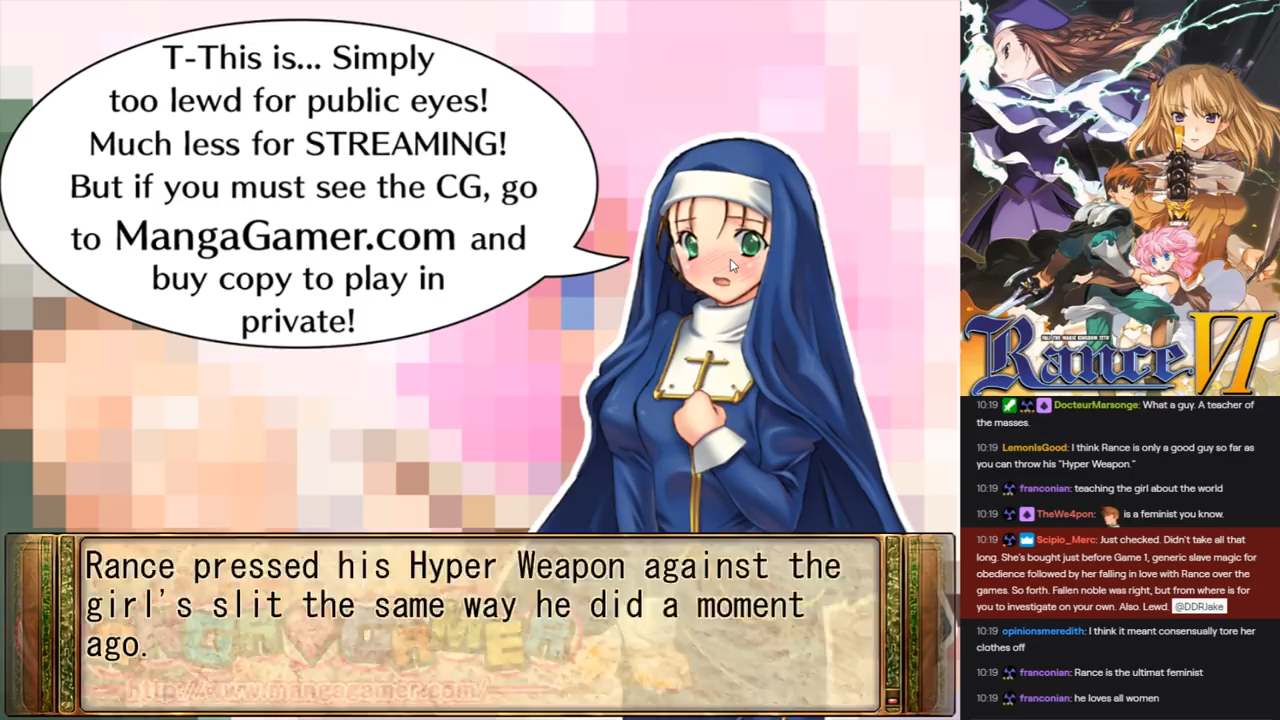 T-This is... Simply
too lewd for public eyes!
Much less for STREAMING!
But if you must see the CG, go
to MangaGamer.com and
buy copy to play in
private!
Rance pressed his Hyper Weapon against the
girl's slit the same way he did a moment
ago.
http://www.mangagamer.com/
Rance VI
10:19 DocteurMarsonge: What a guy. A teacher of
the masses.
10:19 LemonIsGood: I think Rance is only a good guy so far as
you can throw his "Hyper Weapon."
10:19 franconian: teaching the girl about the world
10:19 TheWe4pon: is a feminist you know.
10:19 Scipio_Merc: Just checked. Didn't take all that
long. She's bought just before Game 1, generic slave magic for
obedience followed by her falling in love with Rance over the
games. So forth. Fallen noble was right, but from where is for
you to investigate on your own. Also. Lewd. @DDRJake
10:19 opinionsmeredith: I think it meant consensually tore her
clothes off
10:19 franconian: Rance is the ultimat feminist
10:19 franconian: he loves all women